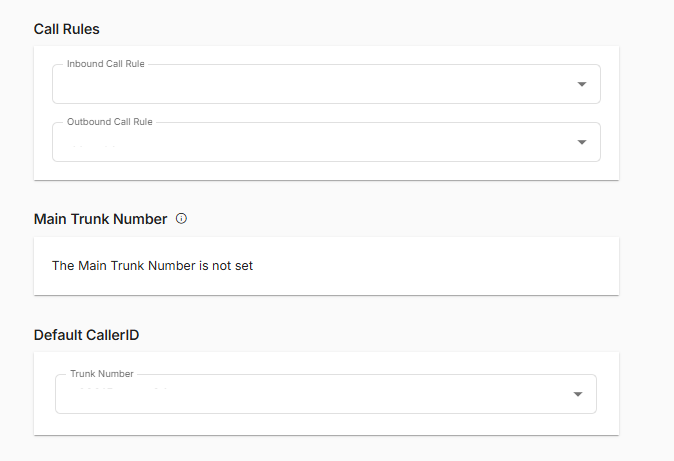 Call Rules
Inbound Call Rule
Outbound Call Rule
Main Trunk Number
The Main Trunk Number is not set
Default CallerID
Trunk Number